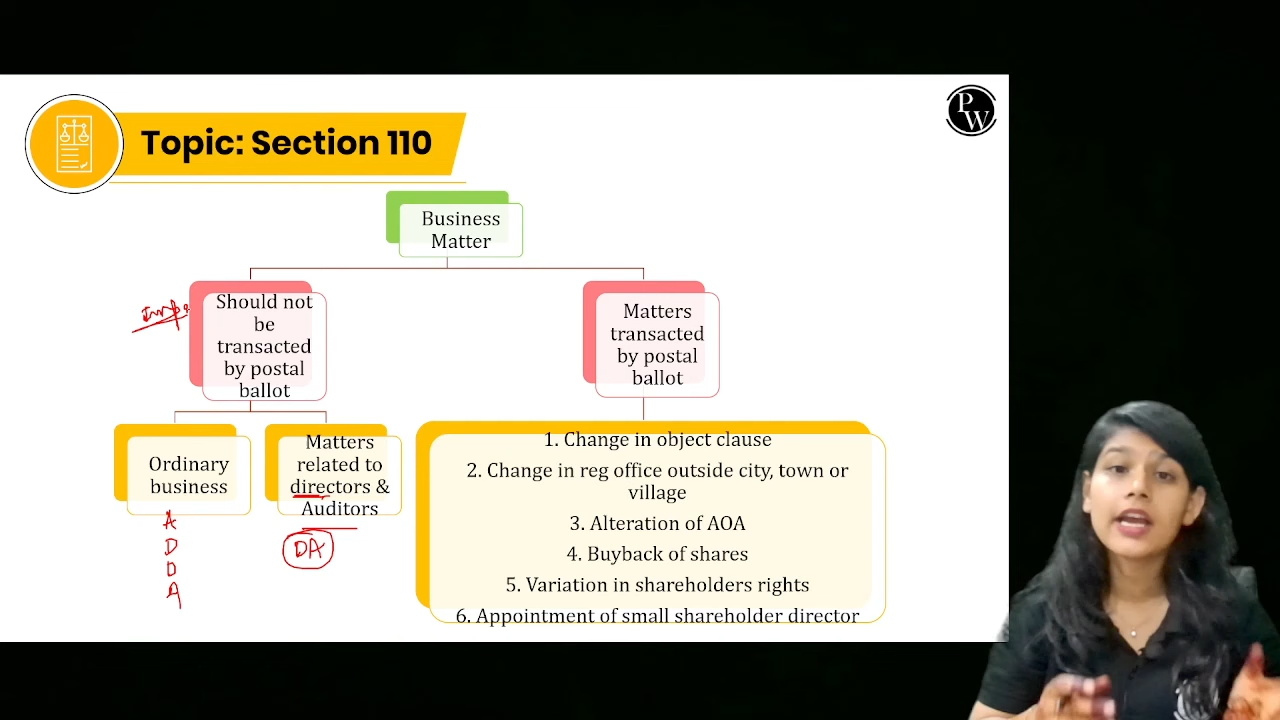 Topic: Section 110
PW
Business
Matter
Should not
be
transacted
by postal
ballot
Matters
transacted
by postal
ballot
Ordinary
business
A
D
D
A
Matters
related to
directors &
Auditors
DA
1. Change in object clause
2. Change in reg office outside city, town or
village
3. Alteration of AOA
4. Buyback of shares
5. Variation in shareholders rights
6. Appointment of small shareholder director